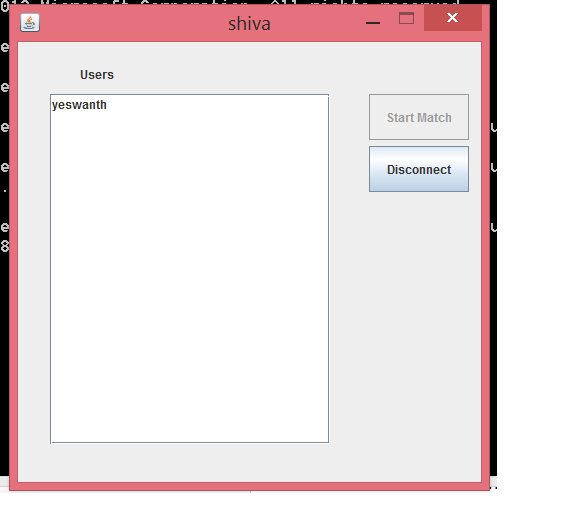 shiva
Users
yeswanth
Start Match
Disconnect